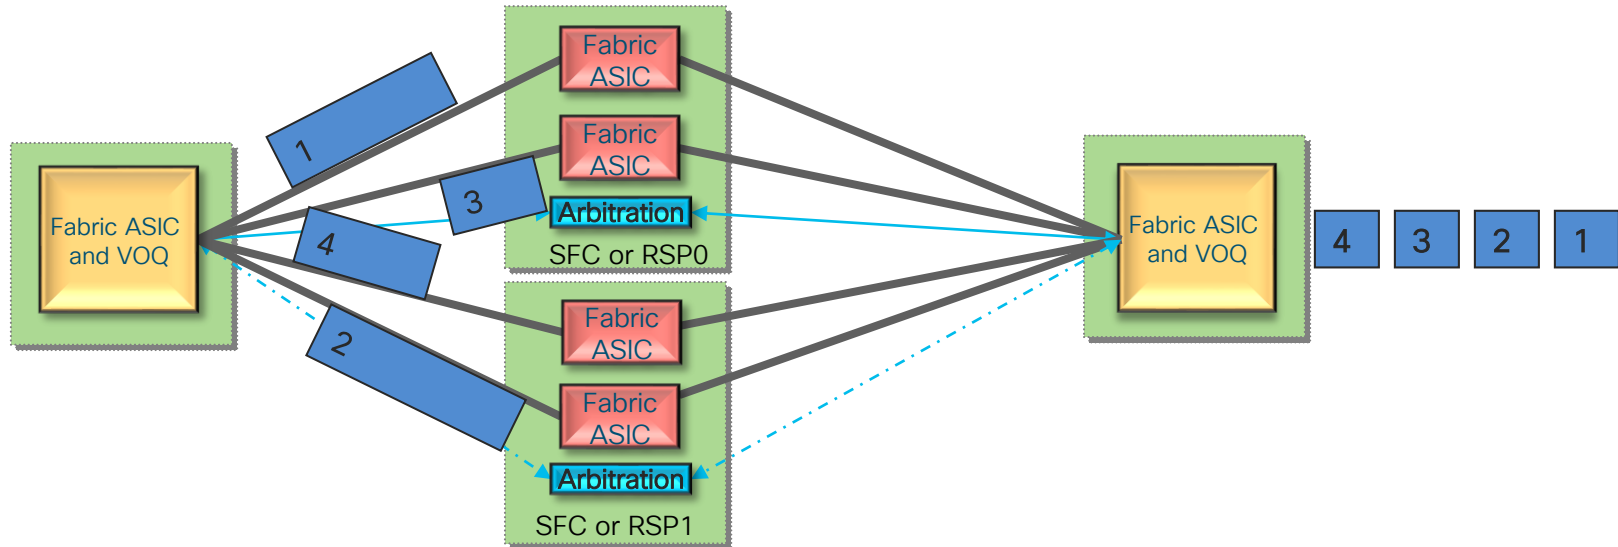 Fabric
ASIC
1
Fabric
ASIC
3
Arbitration
SFC or RSP0
Fabric ASIC
and VOQ
4
2
Fabric
ASIC
Fabric
ASIC
Arbitration
SFC or RSP1
Fabric ASIC
and VOQ
4 3 2 1